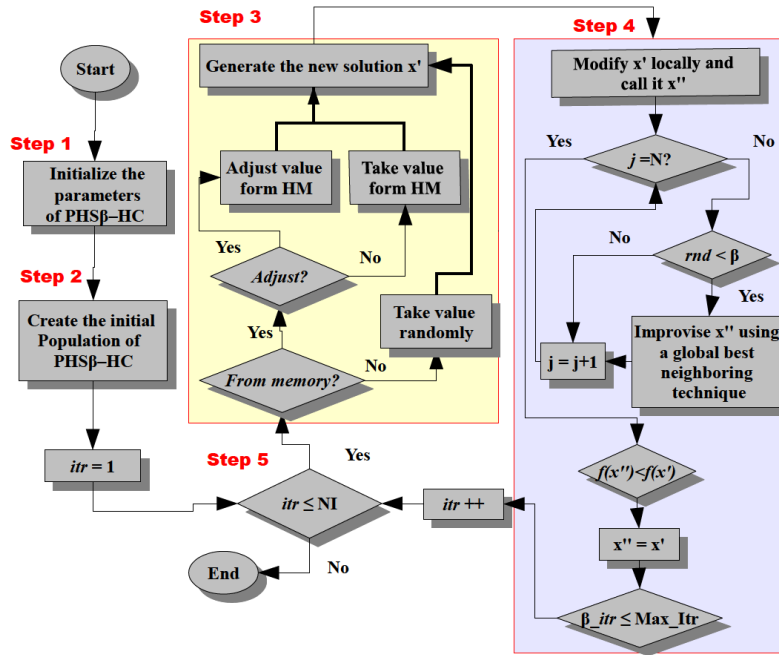 Start
Step 1
Initialize the
parameters
of PHSβ–HC
Step 2
Create the initial
Population of
PHSβ–HC
itr = 1
Step 3
Generate the new solution x'
Adjust value
form HM
Take value
form HM
Yes
No
Adjust?
Take value
randomly
Yes
No
From memory?
Step 5
Yes
itr ≤ NI
No
End
itr ++
Step 4
Modify x' locally and
call it x''
Yes
No
j =N?
No
rnd < β
Yes
j = j+1
Improvise x'' using
a global best
neighboring
technique
f(x'')<f(x')
x'' = x'
β_itr ≤ Max_Itr